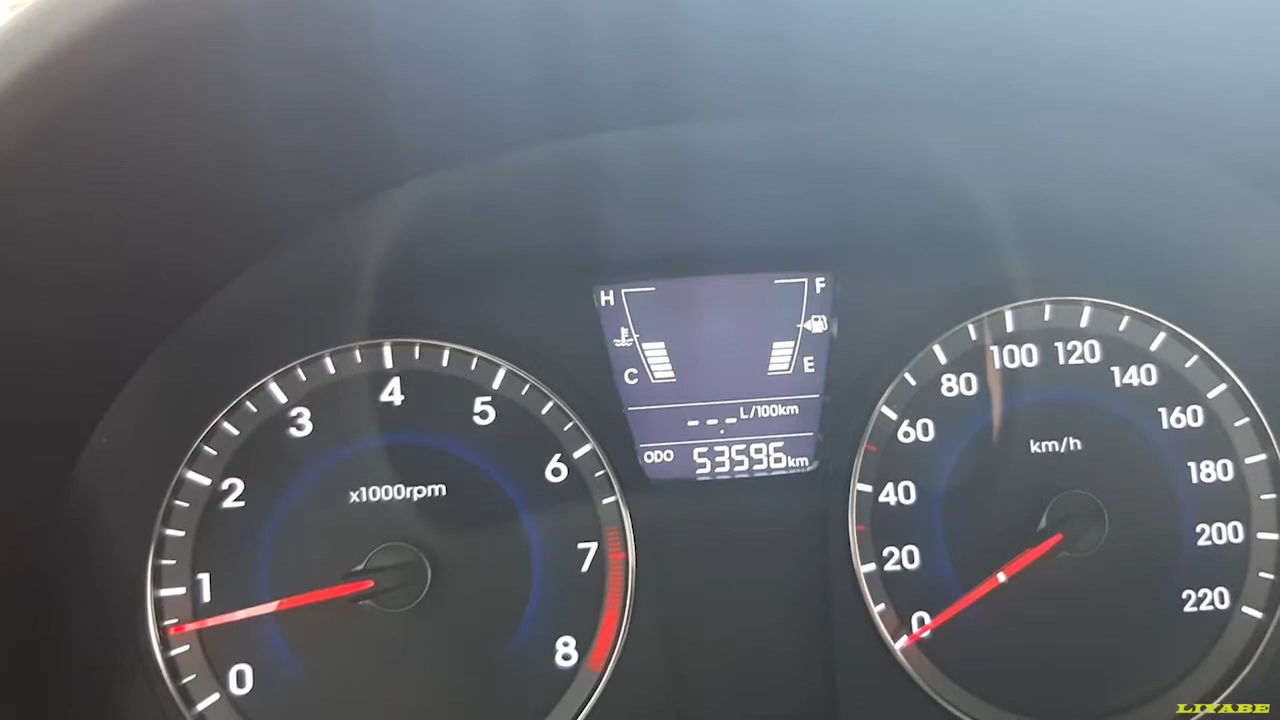 H F
C E
--.- L/100km
ODO 53596 km
0 1 2 3 4 5 6 7 8
x1000rpm
0 20 40 60 80 100 120 140 160 180 200 220
km/h
LIYABE